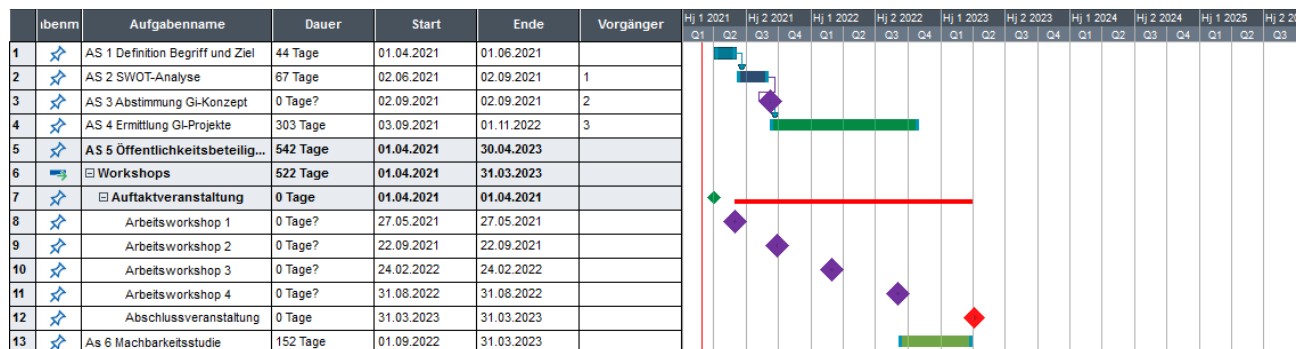 ıbenm Aufgabenname Dauer Start Ende Vorgänger Hj 1 2021 Hj 2 2021 Hj 1 2022 Hj 2 2022 Hj 1 2023 Hj 2 2023 Hj 1 2024 Hj 2 2024 Hj 1 2025 Hj 2 20
Q1 Q2 Q3 Q4 Q1 Q2 Q3 Q4 Q1 Q2 Q3 Q4 Q1 Q2 Q3 Q4 Q1 Q2 Q3
1 AS 1 Definition Begriff und Ziel 44 Tage 01.04.2021 01.06.2021
2 AS 2 SWOT-Analyse 67 Tage 02.06.2021 02.09.2021 1
3 AS 3 Abstimmung Gi-Konzept 0 Tage? 02.09.2021 02.09.2021 2
4 AS 4 Ermittlung GI-Projekte 303 Tage 03.09.2021 01.11.2022 3
5 AS 5 Öffentlichkeitsbeteilig... 542 Tage 01.04.2021 30.04.2023
6 Workshops 522 Tage 01.04.2021 31.03.2023
7 Auftaktveranstaltung 0 Tage 01.04.2021 01.04.2021
8 Arbeitsworkshop 1 0 Tage? 27.05.2021 27.05.2021
9 Arbeitsworkshop 2 0 Tage? 22.09.2021 22.09.2021
10 Arbeitsworkshop 3 0 Tage? 24.02.2022 24.02.2022
11 Arbeitsworkshop 4 0 Tage? 31.08.2022 31.08.2022
12 Abschlussveranstaltung 0 Tage 31.03.2023 31.03.2023
13 As 6 Machbarkeitsstudie 152 Tage 01.09.2022 31.03.2023